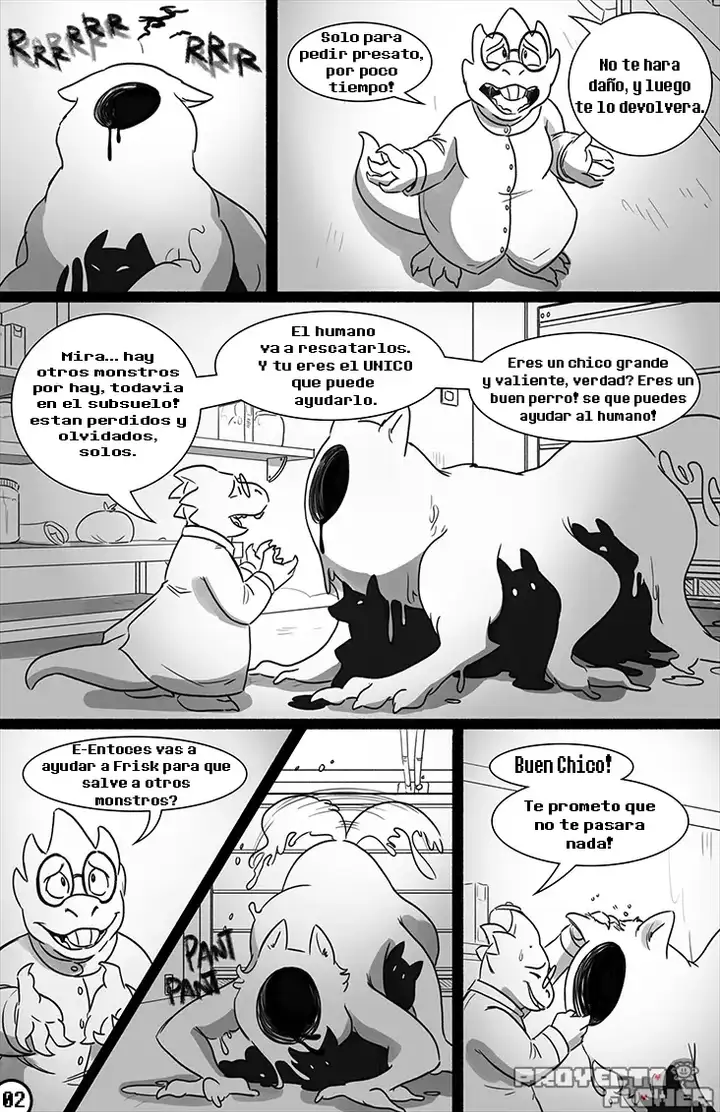 RRRRRRR
RRRR
Solo para
pedir presato,
por poco
tiempo!
No te hara
daño, y luego
te lo devolvera.
Mira... hay
otros monstros
por hay, todavia
en el subsuelo!
estan perdidos y
olvidados,
solos.
El humano
va a rescatarlos.
Y tu eres el UNICO
que puede
ayudarlo.
Eres un chico grande
y valiente, verdad? Eres un
buen perro! se que puedes
ayudar al humano!
E-Entoces vas a
ayudar a Frisk para que
salve a otros
monstros?
PANT
PANT
Buen Chico!
Te prometo que
no te pasara
nada!
02
PROYECTO
FLOWER